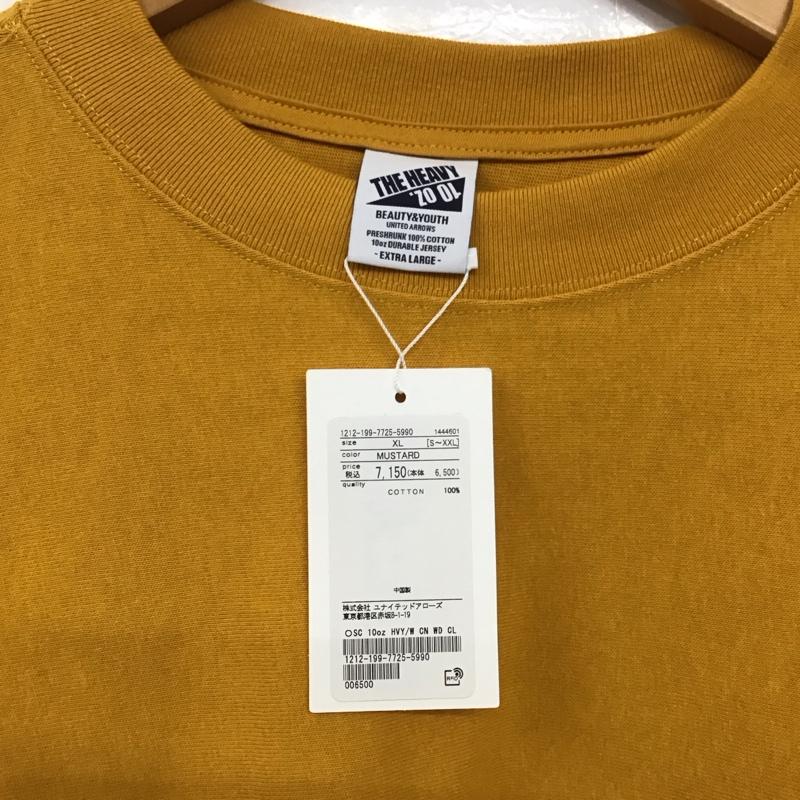 THE HEAVY
10 OZ.
BEAUTY&YOUTH
UNITED ARROWS
PRESHRUNK 100% COTTON
10oz DURABLE JERSEY
- EXTRA LARGE -
1212-199-7725-5990 1444601
size XL [S~XXL]
color MUSTARD
price 税込 7,150(本体 6,500)
quality
COTTON 100%
中国製
株式会社 ユナイテッドアローズ
東京都港区赤坂8-1-19
○SC 10oz HVY/W CN WD CL
1212-199-7725-5990
006500
RFID